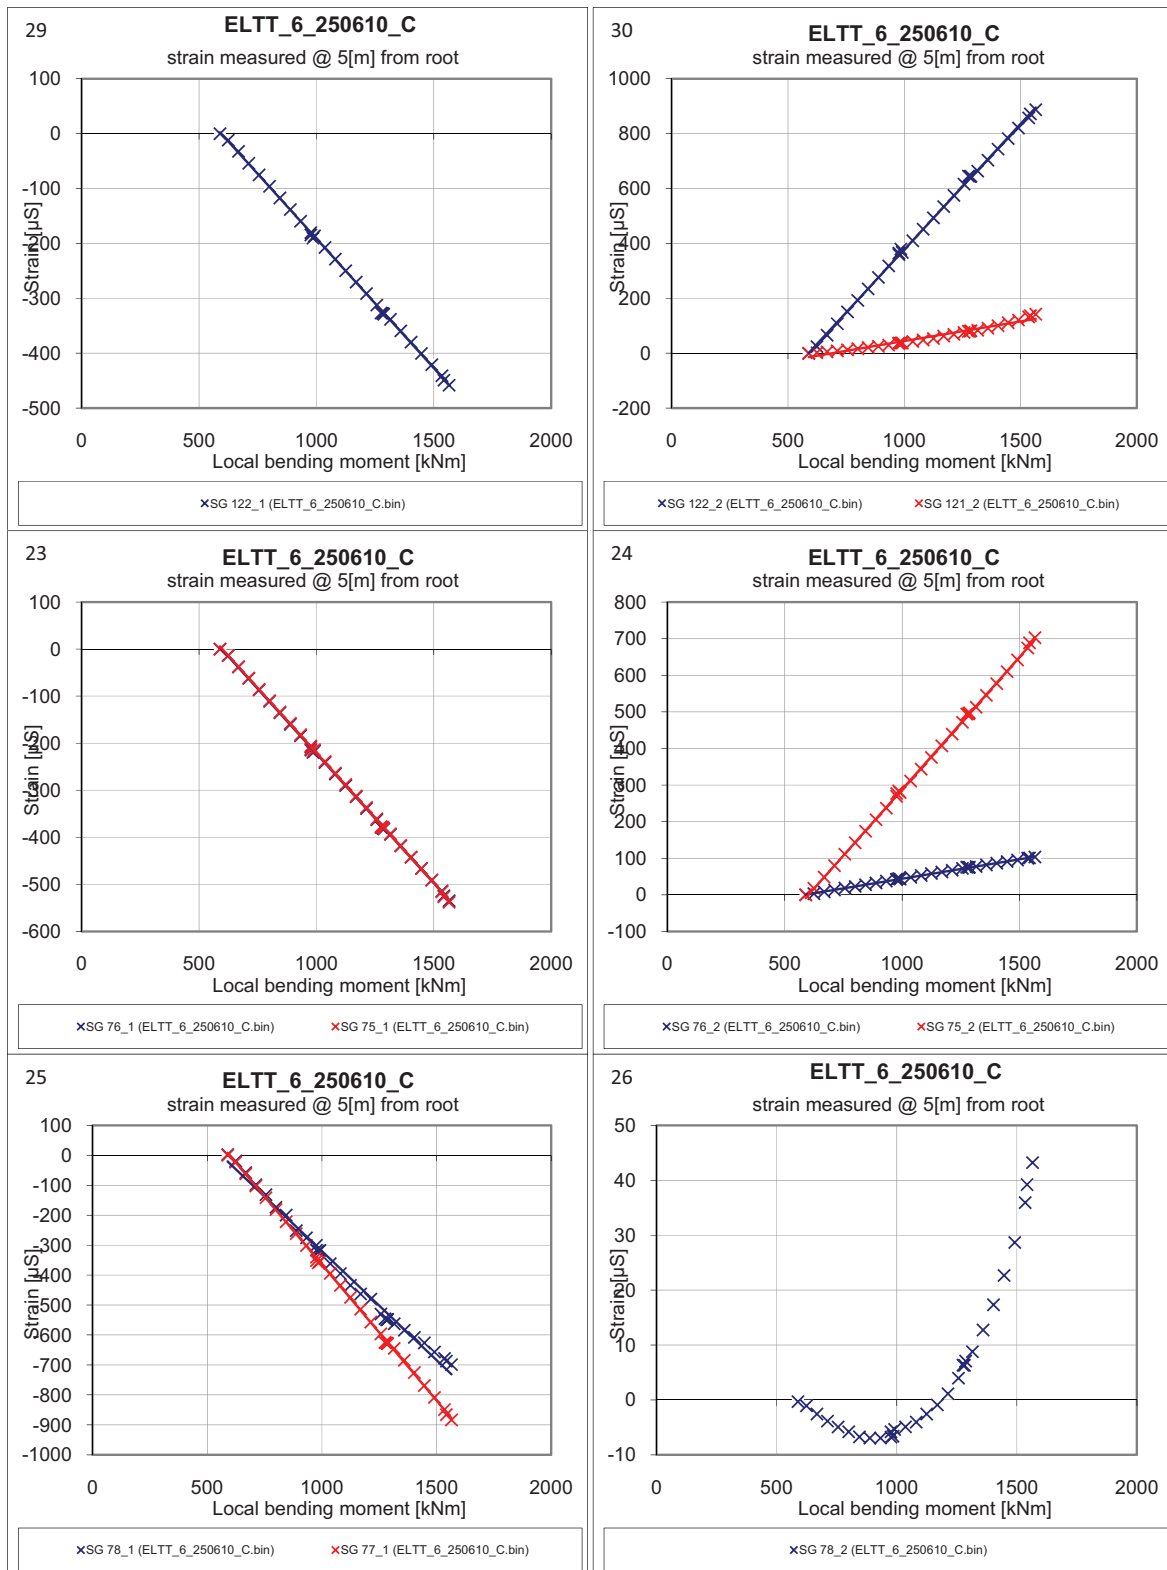 29
ELTT_6_250610_C
strain measured @ 5[m] from root
100
0
-100
-200
-300
-400
-500
Strain [µS]
0 500 1000 1500 2000
Local bending moment [kNm]
SG 122_1 (ELTT_6_250610_C.bin)
30
ELTT_6_250610_C
strain measured @ 5[m] from root
1000
800
600
400
200
0
-200
Strain [µS]
0 500 1000 1500 2000
Local bending moment [kNm]
SG 122_2 (ELTT_6_250610_C.bin) SG 121_2 (ELTT_6_250610_C.bin)
23
ELTT_6_250610_C
strain measured @ 5[m] from root
100
0
-100
-200
-300
-400
-500
-600
Strain [µS]
0 500 1000 1500 2000
Local bending moment [kNm]
SG 76_1 (ELTT_6_250610_C.bin) SG 75_1 (ELTT_6_250610_C.bin)
24
ELTT_6_250610_C
strain measured @ 5[m] from root
800
700
600
500
400
300
200
100
0
-100
Strain [µS]
0 500 1000 1500 2000
Local bending moment [kNm]
SG 76_2 (ELTT_6_250610_C.bin) SG 75_2 (ELTT_6_250610_C.bin)
25
ELTT_6_250610_C
strain measured @ 5[m] from root
100
0
-100
-200
-300
-400
-500
-600
-700
-800
-900
-1000
Strain [µS]
0 500 1000 1500 2000
Local bending moment [kNm]
SG 78_1 (ELTT_6_250610_C.bin) SG 77_1 (ELTT_6_250610_C.bin)
26
ELTT_6_250610_C
strain measured @ 5[m] from root
50
40
30
20
10
0
-10
Strain [µS]
0 500 1000 1500 2000
Local bending moment [kNm]
SG 78_2 (ELTT_6_250610_C.bin)